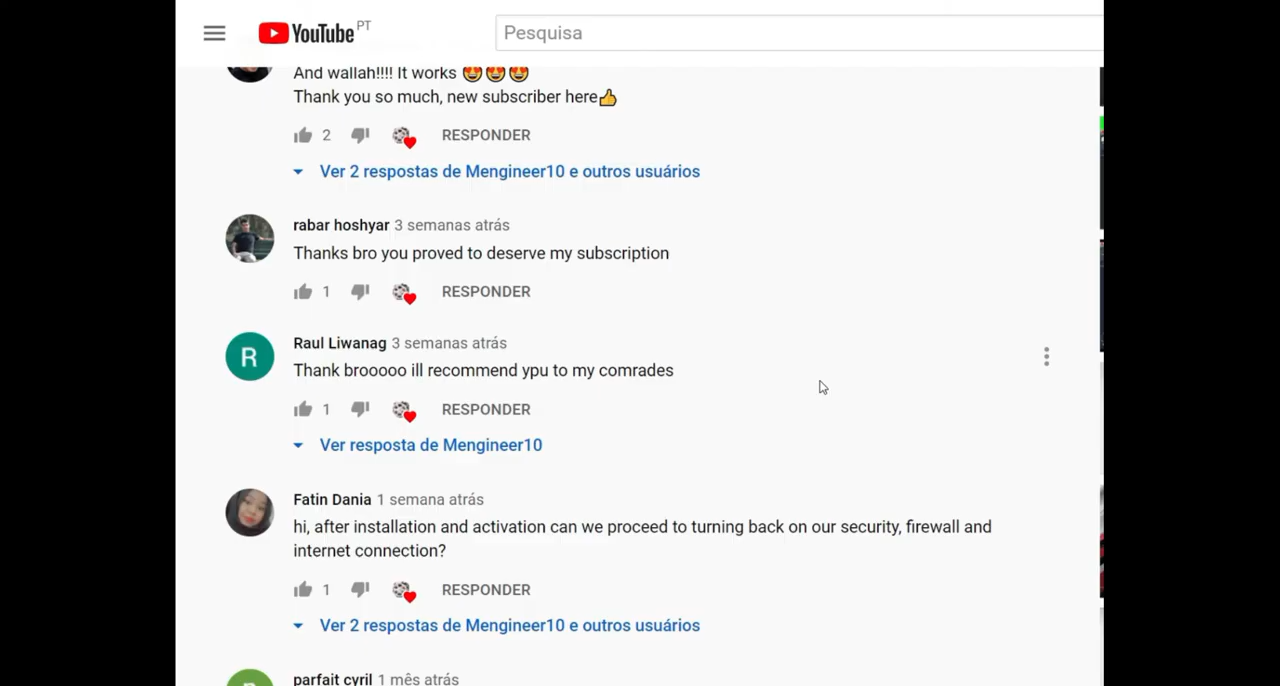 YouTube PT
Pesquisa
And wallah!!!! It works 😍😍😍
Thank you so much, new subscriber here👍
2 RESPONDER
Ver 2 respostas de Mengineer10 e outros usuários
rabar hoshyar 3 semanas atrás
Thanks bro you proved to deserve my subscription
1 RESPONDER
R
Raul Liwanag 3 semanas atrás
Thank brooooo ill recommend ypu to my comrades
1 RESPONDER
Ver resposta de Mengineer10
Fatin Dania 1 semana atrás
hi, after installation and activation can we proceed to turning back on our security, firewall and
internet connection?
1 RESPONDER
Ver 2 respostas de Mengineer10 e outros usuários
parfait cyril 1 mês atrás